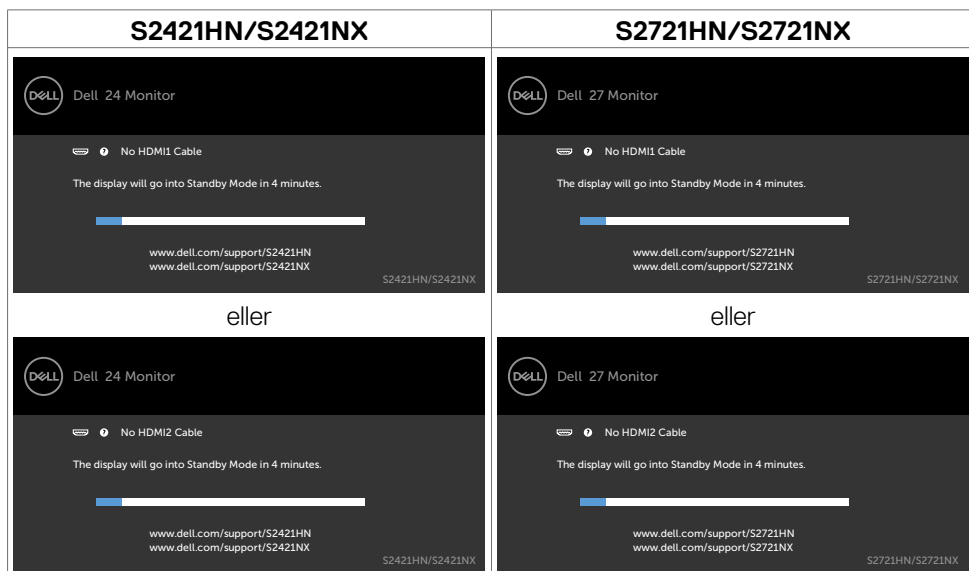 S2421HN/S2421NX
S2721HN/S2721NX
DELL Dell 24 Monitor
No HDMI1 Cable
The display will go into Standby Mode in 4 minutes.
www.dell.com/support/S2421HN
www.dell.com/support/S2421NX
S2421HN/S2421NX
DELL Dell 27 Monitor
No HDMI1 Cable
The display will go into Standby Mode in 4 minutes.
www.dell.com/support/S2721HN
www.dell.com/support/S2721NX
S2721HN/S2721NX
eller
eller
DELL Dell 24 Monitor
No HDMI2 Cable
The display will go into Standby Mode in 4 minutes.
www.dell.com/support/S2421HN
www.dell.com/support/S2421NX
S2421HN/S2421NX
DELL Dell 27 Monitor
No HDMI2 Cable
The display will go into Standby Mode in 4 minutes.
www.dell.com/support/S2721HN
www.dell.com/support/S2721NX
S2721HN/S2721NX